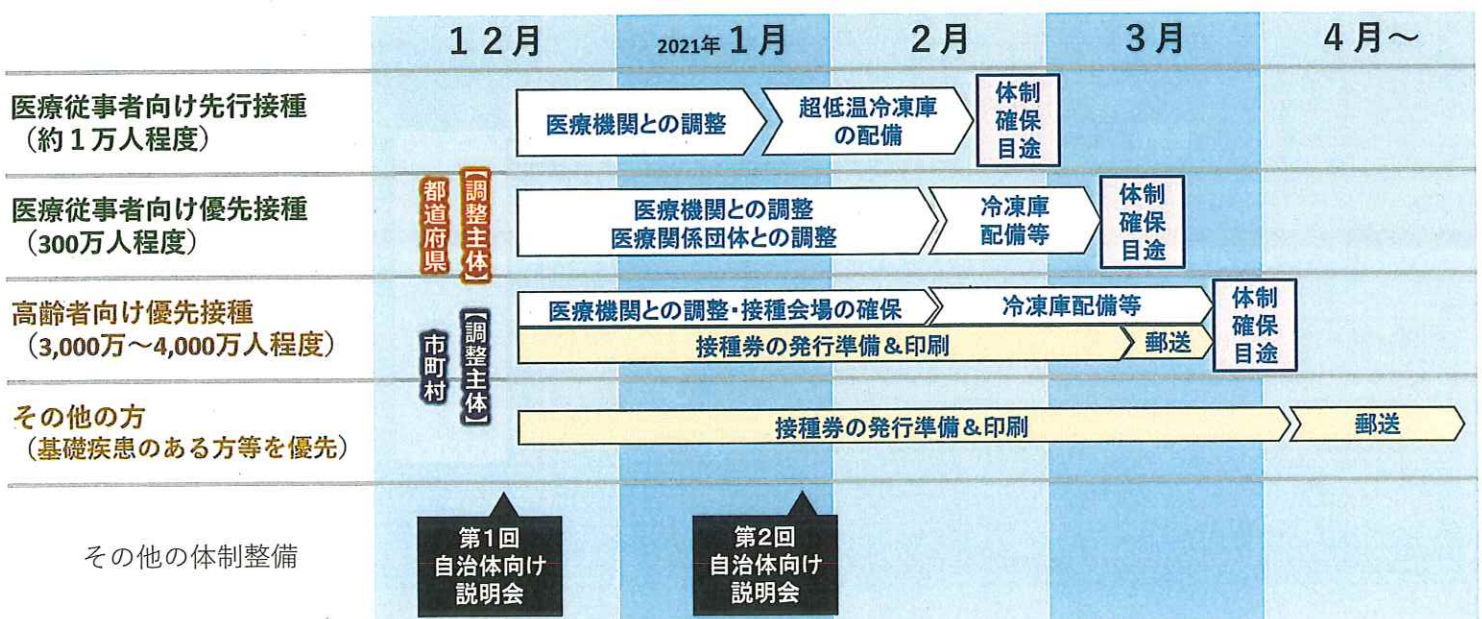 12月
2021年 1月
2月
3月
4月～
医療従事者向け先行接種
（約１万人程度）
医療機関との調整
超低温冷凍庫
の配備
体制
確保
目途
医療従事者向け優先接種
（300万人程度）
都道府県
【調整主体】
医療機関との調整
医療関係団体との調整
冷凍庫
配備等
体制
確保
目途
高齢者向け優先接種
（3,000万～4,000万人程度）
市町村
【調整主体】
医療機関との調整・接種会場の確保
冷凍庫配備等
接種券の発行準備＆印刷
郵送
体制
確保
目途
その他の方
（基礎疾患のある方等を優先）
接種券の発行準備＆印刷
郵送
その他の体制整備
第1回
自治体向け
説明会
第2回
自治体向け
説明会